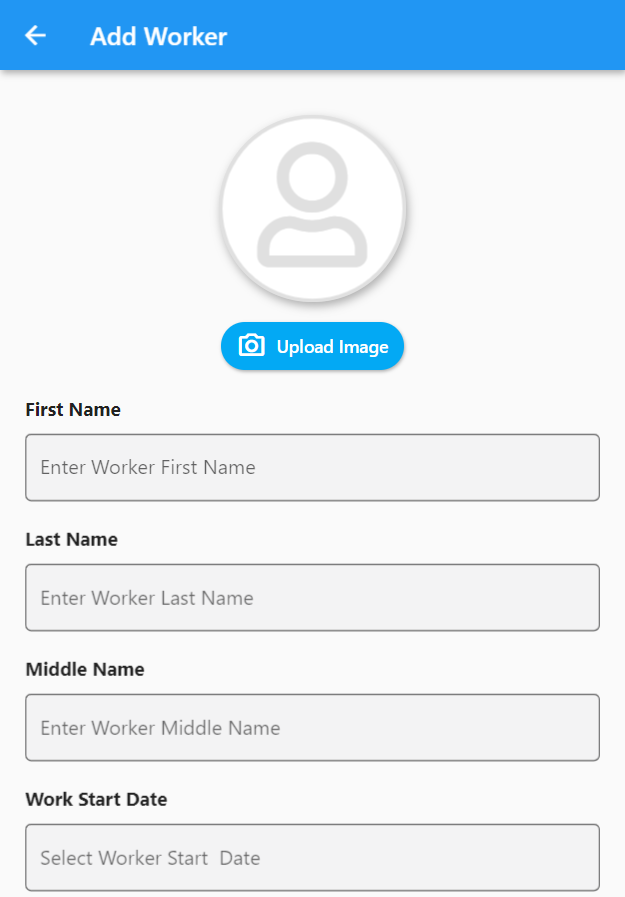 Add Worker
Upload Image
First Name
Enter Worker First Name
Last Name
Enter Worker Last Name
Middle Name
Enter Worker Middle Name
Work Start Date
Select Worker Start  Date